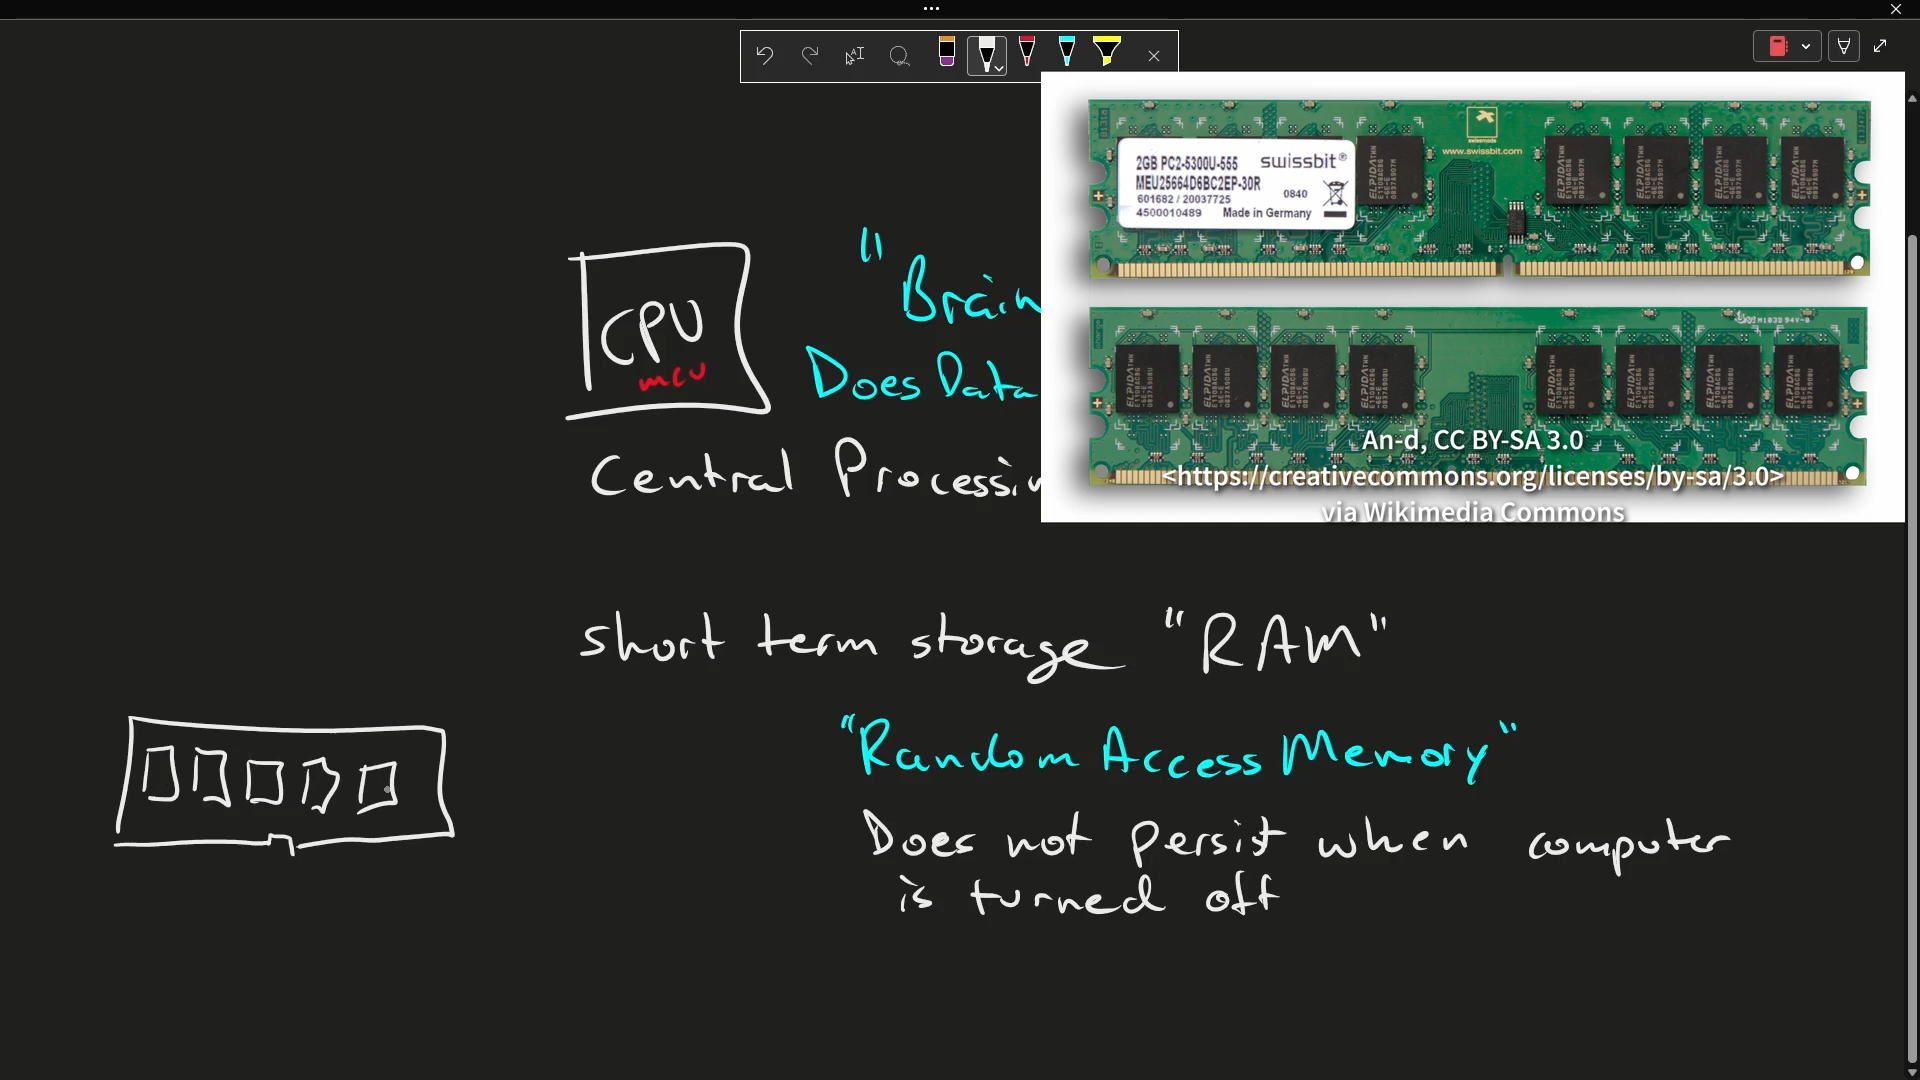 2GB PC2-5300U-555 swissbit®
MEU25664D6BC2EP-30R
0840
601682 / 20037725
4500010489 Made in Germany
www.swissbit.com
CPU
mcu
"Brain
Does Data
Central Processin
An-d, CC BY-SA 3.0
<https://creativecommons.org/licenses/by-sa/3.0>
via Wikimedia Commons
short term storage "RAM"
"Random Access Memory"
Does not persist when computer
is turned off